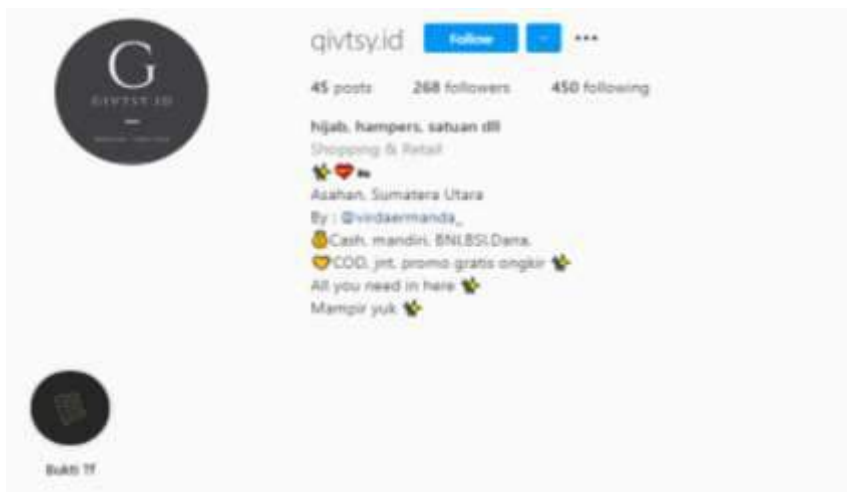 G
QIVTSY.ID
qivtsy.id Follow
45 posts 268 followers 450 following
hijab, hampers, satuan dll
Shopping & Retail
Asahan, Sumatera Utara
By : @virdaermanda_
Cash, mandiri, BNI,BSI,Dana,
COD, jnt, promo gratis ongkir
All you need in here
Mampir yuk
Bukti Tf